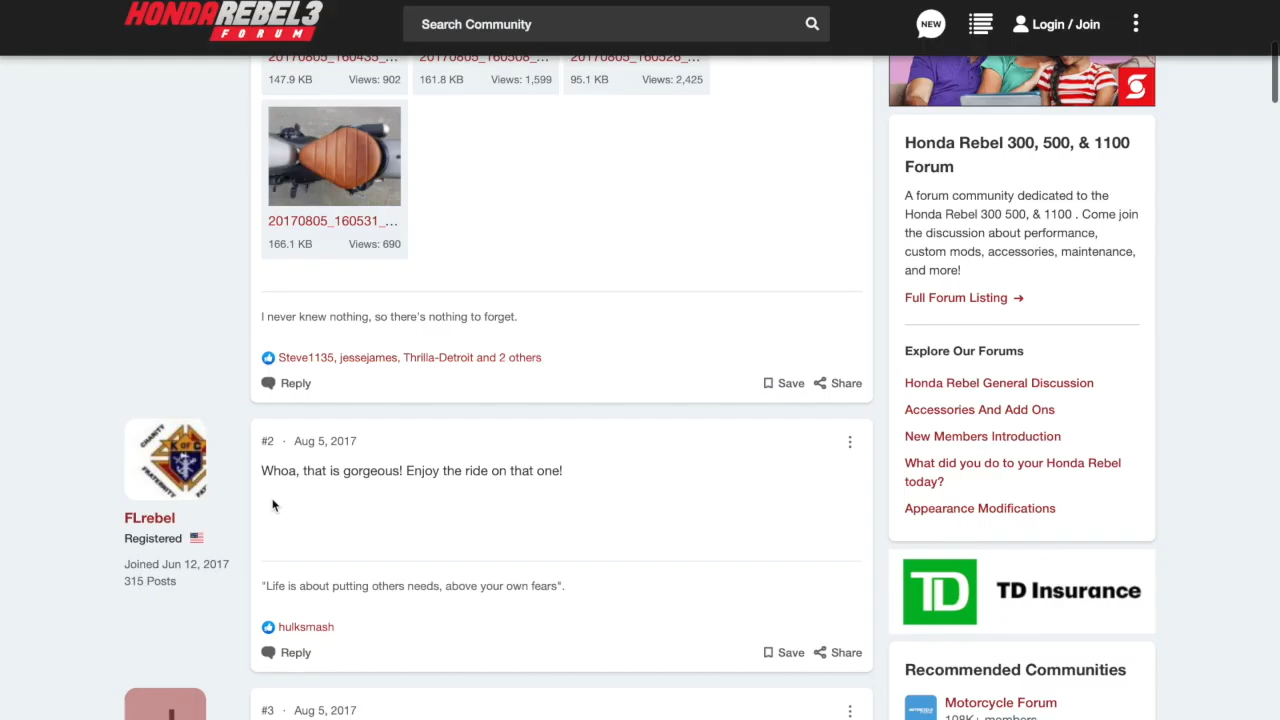 HONDAREBEL3
FORUM
Search Community
NEW
Login / Join
147.9 KB Views: 902
161.8 KB Views: 1,599
95.1 KB Views: 2,425
20170805_160531_...
166.1 KB Views: 690
I never knew nothing, so there's nothing to forget.
Steve1135, jessejames, Thrilla-Detroit and 2 others
Reply Save Share
FLrebel
Registered
Joined Jun 12, 2017
315 Posts
#2 · Aug 5, 2017
Whoa, that is gorgeous! Enjoy the ride on that one!
"Life is about putting others needs, above your own fears".
hulksmash
Reply Save Share
#3 · Aug 5, 2017
Honda Rebel 300, 500, & 1100
Forum
A forum community dedicated to the
Honda Rebel 300 500, & 1100 . Come join
the discussion about performance,
custom mods, accessories, maintenance,
and more!
Full Forum Listing →
Explore Our Forums
Honda Rebel General Discussion
Accessories And Add Ons
New Members Introduction
What did you do to your Honda Rebel
today?
Appearance Modifications
TD TD Insurance
Recommended Communities
Motorcycle Forum
108K+ members